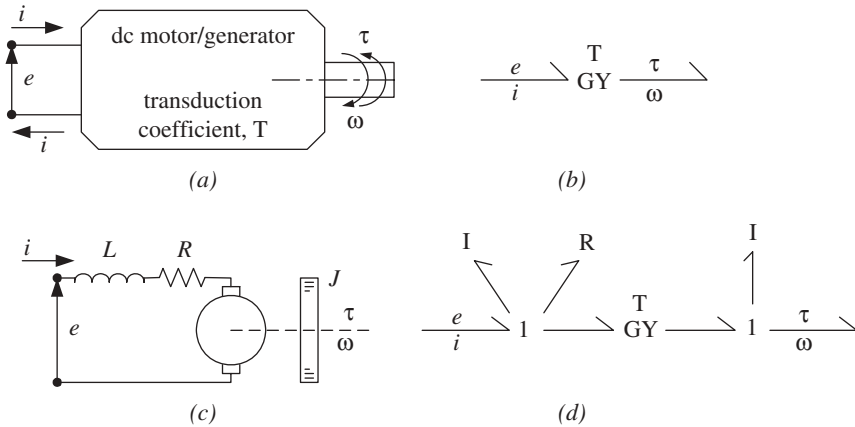 i
dc motor/generator
τ
e
transduction
coefficient, T
ω
i
(a)
T
e
GY
τ
i
ω
(b)
i
L
R
J
e
τ
ω
(c)
I
R
I
T
e
1
GY
1
τ
i
ω
(d)